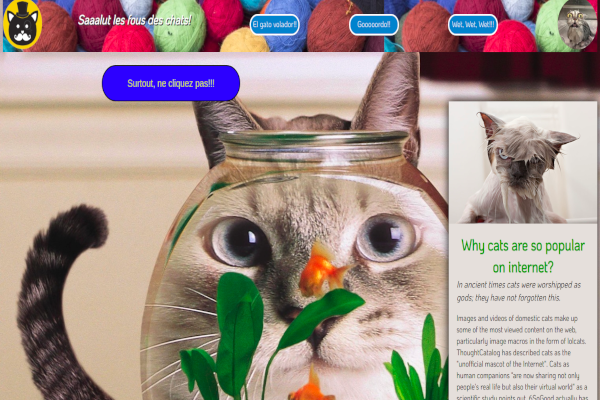 Saaalut les fous des chats!
El gato volador!!
Gooooordo!!
Wet, Wet, Wet!!!
Surtout, ne cliquez pas!!!
Why cats are so popular
on internet?
In ancient times cats were worshipped as
gods; they have not forgotten this.
Images and videos of domestic cats make up
some of the most viewed content on the web,
particularly image macros in the form of lolcats.
ThoughtCatalog has described cats as the
"unofficial mascot of the Internet". Cats as
human companions "are now sharing not only
people's real life but also their virtual world" as a
scientific study points out. 6SoGood actually has